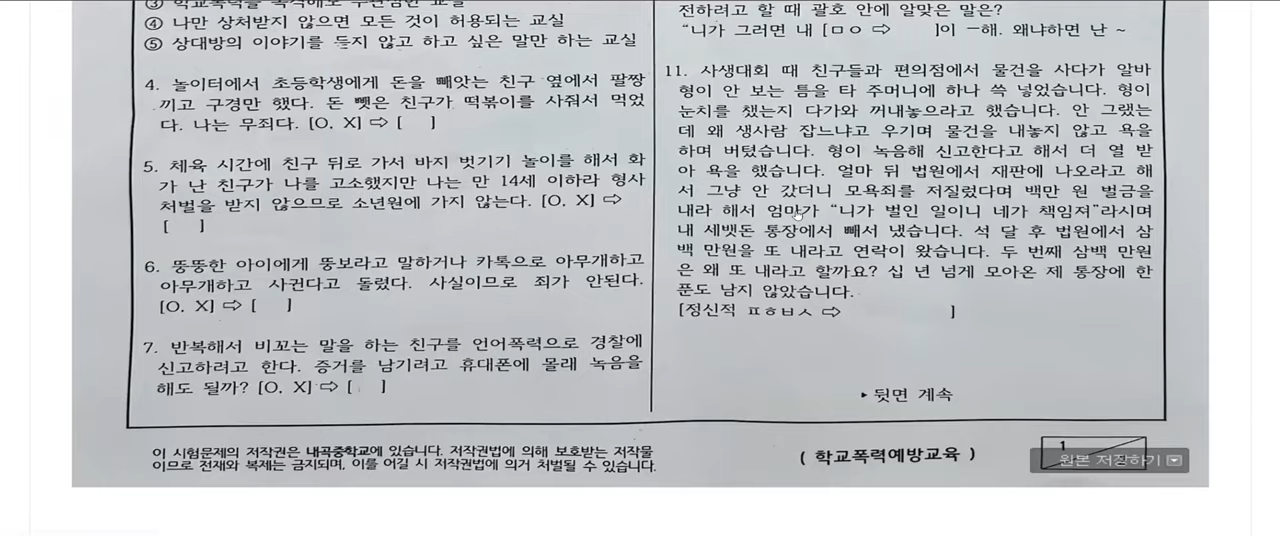 ③ 학교폭력을 목격해도 무관심한 교실
④ 나만 상처받지 않으면 모든 것이 허용되는 교실
⑤ 상대방의 이야기를 듣지 않고 하고 싶은 말만 하는 교실
4. 놀이터에서 초등학생에게 돈을 빼앗는 친구 옆에서 팔짱
끼고 구경만 했다. 돈 뺏은 친구가 떡볶이를 사줘서 먹었
다. 나는 무죄다. [O, X] ⇨ [ ]
5. 체육 시간에 친구 뒤로 가서 바지 벗기기 놀이를 해서 화
가 난 친구가 나를 고소했지만 나는 만 14세 이하라 형사
처벌을 받지 않으므로 소년원에 가지 않는다. [O, X] ⇨
[ ]
6. 뚱뚱한 아이에게 뚱보라고 말하거나 카톡으로 아무개하고
아무개하고 사귄다고 돌렸다. 사실이므로 죄가 안된다.
[O, X] ⇨ [ ]
7. 반복해서 비꼬는 말을 하는 친구를 언어폭력으로 경찰에
신고하려고 한다. 증거를 남기려고 휴대폰에 몰래 녹음을
해도 될까? [O, X] ⇨ [ ]
전하려고 할 때 괄호 안에 알맞은 말은?
“니가 그러면 내 [ㅁㅇ ⇨ ]이 ㅡ해. 왜냐하면 난 ~
11. 사생대회 때 친구들과 편의점에서 물건을 사다가 알바
형이 안 보는 틈을 타 주머니에 하나 쓱 넣었습니다. 형이
눈치를 챘는지 다가와 꺼내놓으라고 했습니다. 안 그랬는
데 왜 생사람 잡느냐고 우기며 물건을 내놓지 않고 욕을
하며 버텼습니다. 형이 녹음해 신고한다고 해서 더 열 받
아 욕을 했습니다. 얼마 뒤 법원에서 재판에 나오라고 해
서 그냥 안 갔더니 모욕죄를 저질렀다며 백만 원 벌금을
내라 해서 엄마가 “니가 벌인 일이니 네가 책임져”라시며
내 세뱃돈 통장에서 빼서 냈습니다. 석 달 후 법원에서 삼
백 만원을 또 내라고 연락이 왔습니다. 두 번째 삼백 만원
은 왜 또 내라고 할까요? 십 년 넘게 모아온 제 통장에 한
푼도 남지 않았습니다.
[정신적 ㅍㅎㅂㅅ ⇨ ]
▸ 뒷면 계속
이 시험문제의 저작권은 내곡중학교에 있습니다. 저작권법에 의해 보호받는 저작물
이므로 전재와 복제는 금지되며, 이를 어길 시 저작권법에 의거 처벌될 수 있습니다.
( 학교폭력예방교육 )
1
원본 저장하기